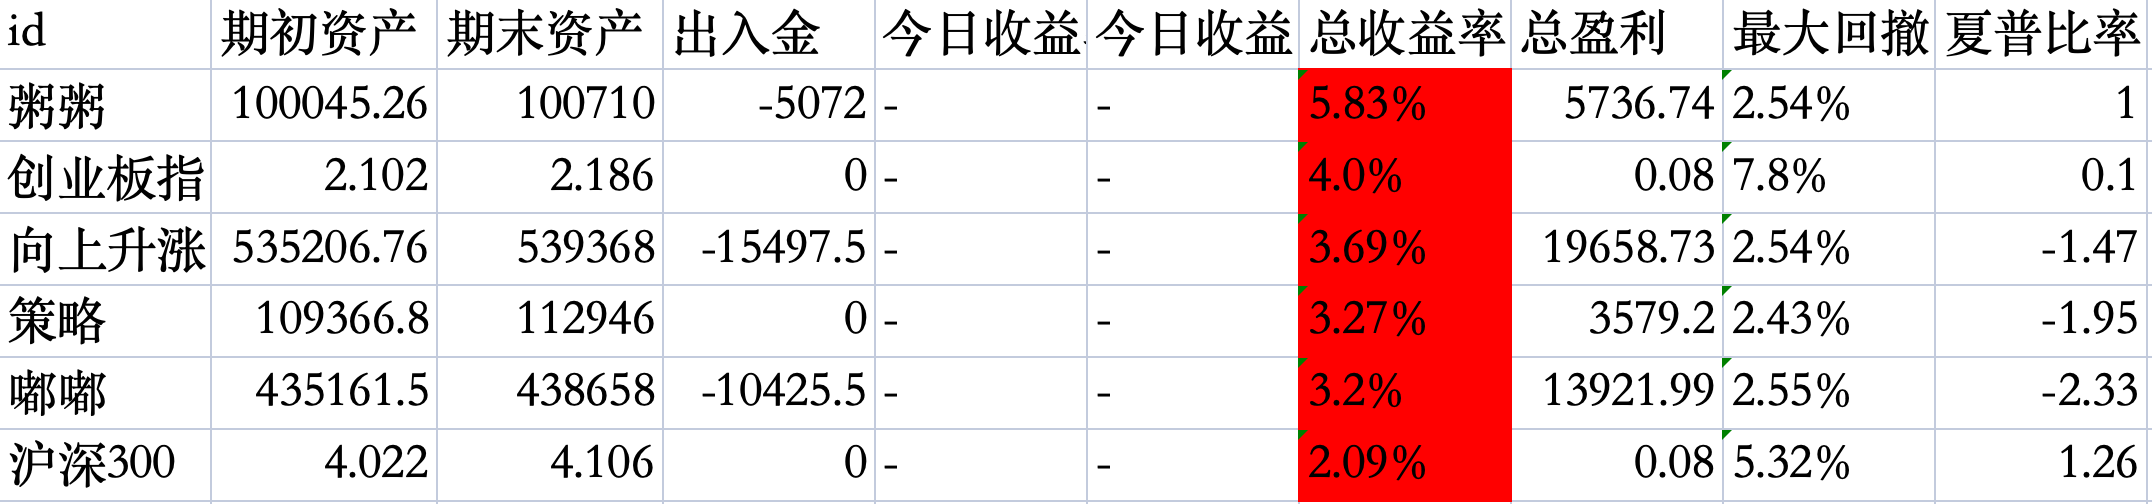 id 期初资产 期末资产 出入金 今日收益 今日收益 总收益率 总盈利 最大回撤 夏普比率
粥粥 100045.26 100710 -5072 - - 5.83% 5736.74 2.54% 1
创业板指 2.102 2.186 0 - - 4.0% 0.08 7.8% 0.1
向上升涨 535206.76 539368 -15497.5 - - 3.69% 19658.73 2.54% -1.47
策略 109366.8 112946 0 - - 3.27% 3579.2 2.43% -1.95
嘟嘟 435161.5 438658 -10425.5 - - 3.2% 13921.99 2.55% -2.33
沪深300 4.022 4.106 0 - - 2.09% 0.08 5.32% 1.26